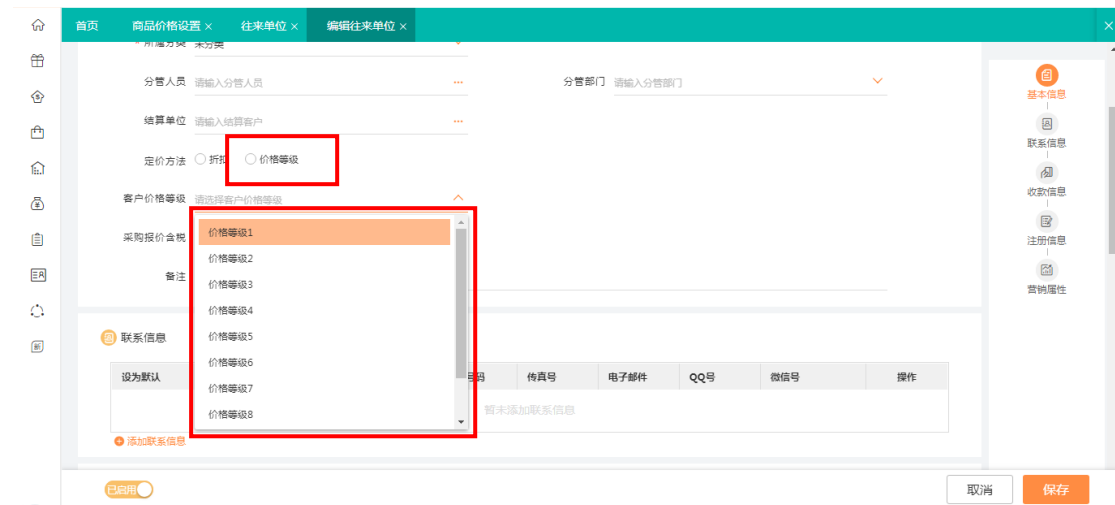 首页 商品价格设置 × 往来单位 × 编辑往来单位 × ×
* 所属分类 未分类
分管人员 请输入分管人员 ··· 分管部门 请输入分管部门
结算单位 请输入结算客户 ···
定价方法 折扣 价格等级
客户价格等级 请选择客户价格等级
采购报价含税
备注
价格等级1
价格等级2
价格等级3
价格等级4
价格等级5
价格等级6
价格等级7
价格等级8
基本信息
联系信息
收款信息
注册信息
营销属性
联系信息
设为默认 号码 传真号 电子邮件 QQ号 微信号 操作
暂未添加联系信息
添加联系信息
已启用 取消 保存